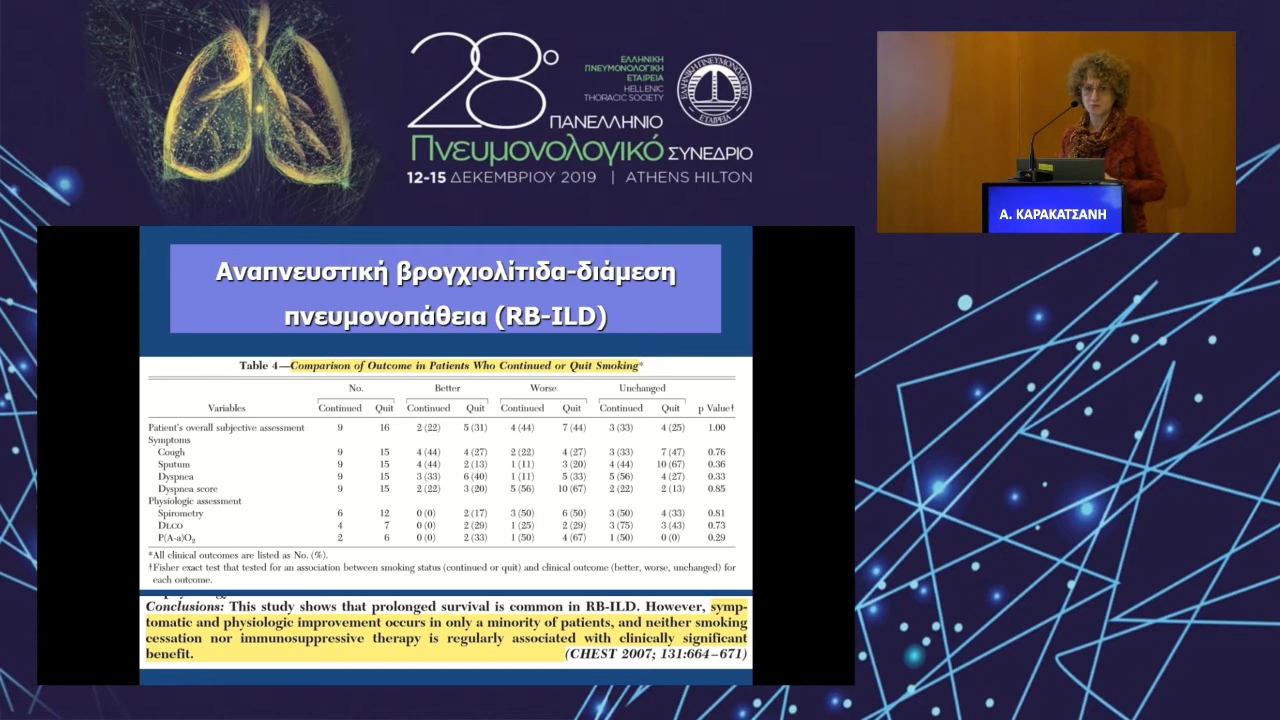 28ο
ΕΛΛΗΝΙΚΗ
ΠΝΕΥΜΟΝΟΛΟΓΙΚΗ
ΕΤΑΙΡΕΙΑ
HELLENIC
THORACIC SOCIETY
ΠΑΝΕΛΛΗΝΙΟ
Πνευμονολογικό ΣΥΝΕΔΡΙΟ
12-15 ΔΕΚΕΜΒΡΙΟΥ 2019 | ATHENS HILTON
Α. ΚΑΡΑΚΑΤΣΑΝΗ
Αναπνευστική βρογχιολίτιδα-διάμεση
πνευμονοπάθεια (RB-ILD)
Table 4—Comparison of Outcome in Patients Who Continued or Quit Smoking*
No. Better Worse Unchanged
Variables Continued Quit Continued Quit Continued Quit Continued Quit p Value†
Patient's overall subjective assessment 9 16 2 (22) 5 (31) 4 (44) 7 (44) 3 (33) 4 (25) 1.00
Symptoms
Cough 9 15 4 (44) 4 (27) 2 (22) 4 (27) 3 (33) 7 (47) 0.76
Sputum 9 15 4 (44) 2 (13) 1 (11) 3 (20) 4 (44) 10 (67) 0.36
Dyspnea 9 15 3 (33) 6 (40) 1 (11) 5 (33) 5 (56) 4 (27) 0.33
Dyspnea score 9 15 2 (22) 3 (20) 5 (56) 10 (67) 2 (22) 2 (13) 0.85
Physiologic assessment
Spirometry 6 12 0 (0) 2 (17) 3 (50) 6 (50) 3 (50) 4 (33) 0.81
DLCO 4 7 0 (0) 2 (29) 1 (25) 2 (29) 3 (75) 3 (43) 0.73
P(A-a)O2 2 6 0 (0) 2 (33) 1 (50) 4 (67) 1 (50) 0 (0) 0.29
*All clinical outcomes are listed as No. (%).
†Fisher exact test that tested for an association between smoking status (continued or quit) and clinical outcome (better, worse, unchanged) for
each outcome.
Conclusions: This study shows that prolonged survival is common in RB-ILD. However, symp-
tomatic and physiologic improvement occurs in only a minority of patients, and neither smoking
cessation nor immunosuppressive therapy is regularly associated with clinically significant
benefit. (CHEST 2007; 131:664–671)